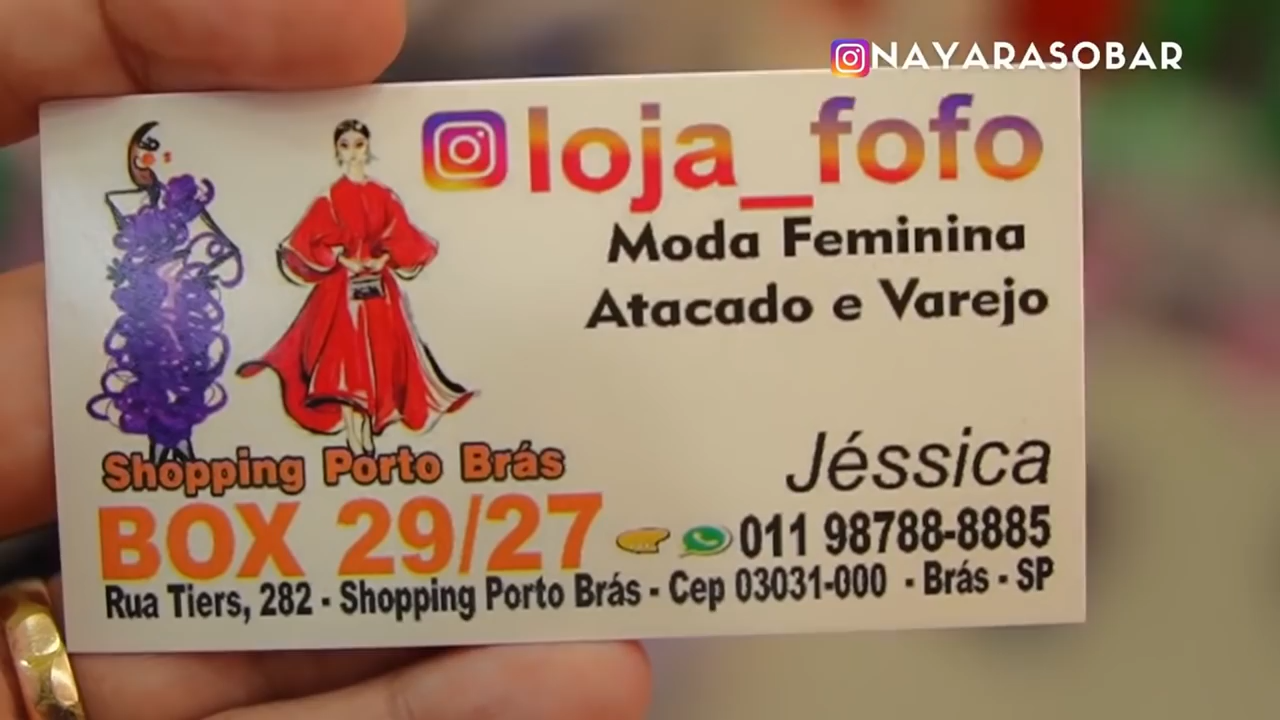 NAYARASOBAR
loja_fofo
Moda Feminina
Atacado e Varejo
Shopping Porto Brás
BOX 29/27
Jéssica
011 98788-8885
Rua Tiers, 282 - Shopping Porto Brás - Cep 03031-000 - Brás - SP